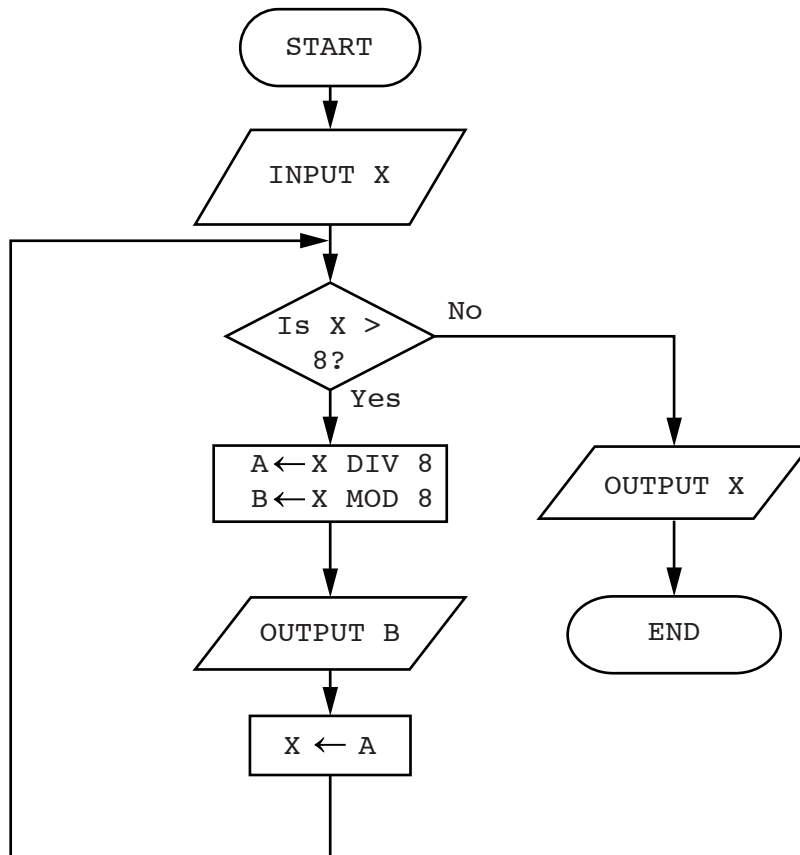 START
INPUT X
Is X >
8?
No
Yes
A ← X DIV 8
B ← X MOD 8
OUTPUT X
OUTPUT B
END
X ← A